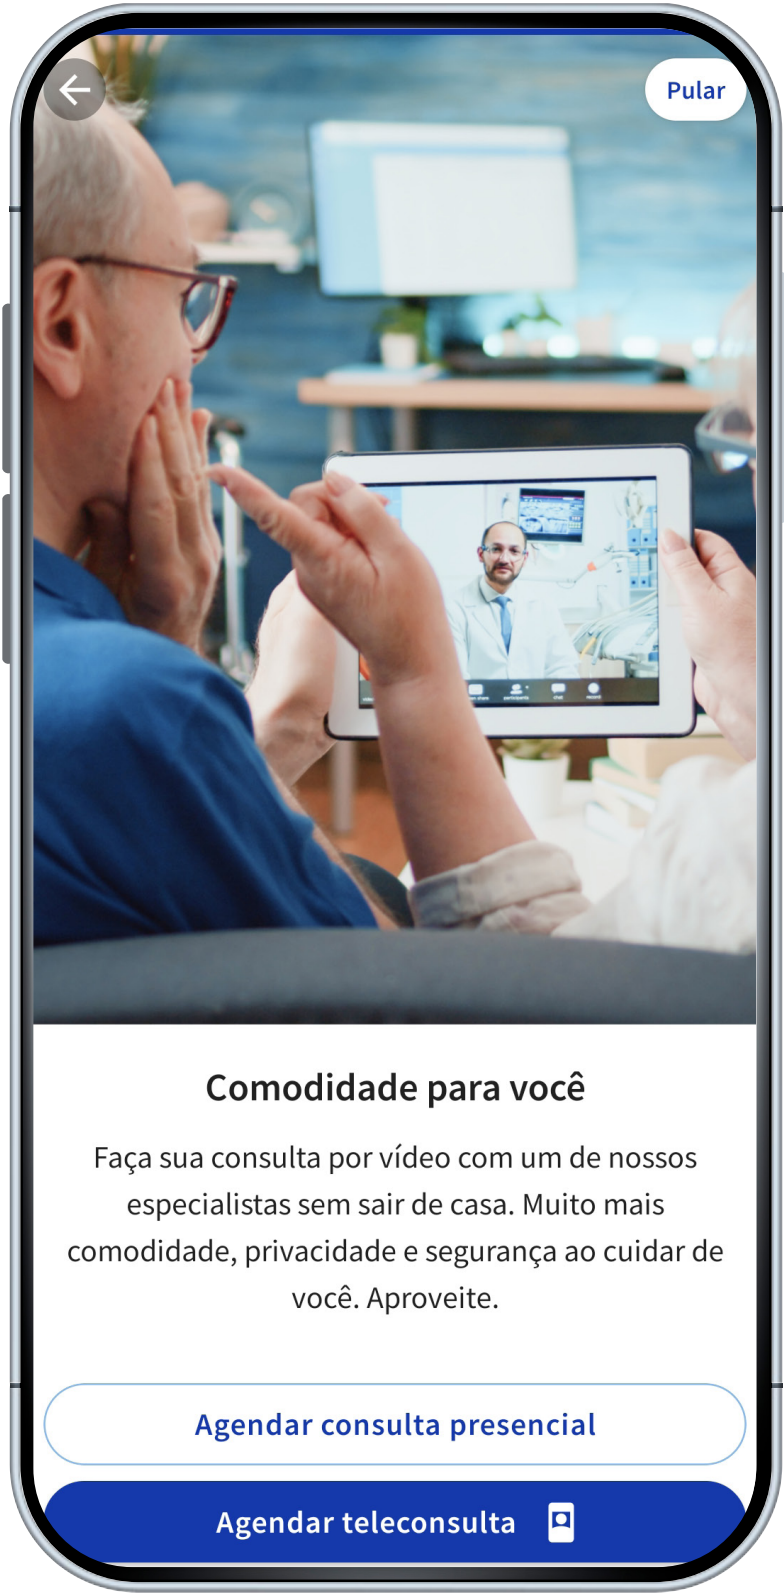 Pular
Comodidade para você
Faça sua consulta por vídeo com um de nossos
especialistas sem sair de casa. Muito mais
comodidade, privacidade e segurança ao cuidar de
você. Aproveite.
Agendar consulta presencial
Agendar teleconsulta